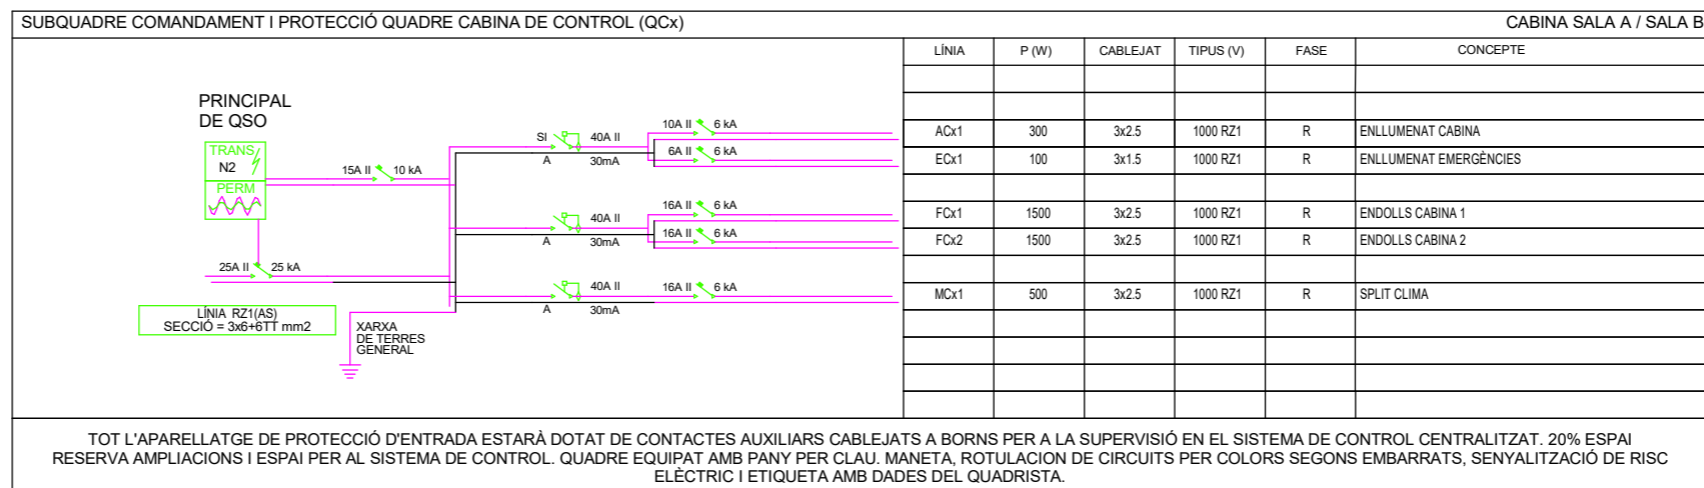 SUBQUADRE COMANDAMENT I PROTECCIÓ QUADRE CABINA DE CONTROL (QCx)
CABINA SALA A / SALA B
LÍNIA P (W) CABLEJAT TIPUS (V) FASE CONCEPTE
PRINCIPAL
DE QSO
TRANS
N2
PERM
15A II 10 kA
25A II 25 kA
LÍNIA RZ1(AS)
SECCIÓ = 3x6+6TT mm2
XARXA
DE TERRES
GENERAL
SI 40A II
A 30mA
10A II 6 kA
6A II 6 kA
40A II
A 30mA
16A II 6 kA
16A II 6 kA
40A II
A 30mA
16A II 6 kA
ACx1 300 3x2.5 1000 RZ1 R ENLLUMENAT CABINA
ECx1 100 3x1.5 1000 RZ1 R ENLLUMENAT EMERGÈNCIES
FCx1 1500 3x2.5 1000 RZ1 R ENDOLLS CABINA 1
FCx2 1500 3x2.5 1000 RZ1 R ENDOLLS CABINA 2
MCx1 500 3x2.5 1000 RZ1 R SPLIT CLIMA
TOT L'APARELLATGE DE PROTECCIÓ D'ENTRADA ESTARÀ DOTAT DE CONTACTES AUXILIARS CABLEJATS A BORNS PER A LA SUPERVISIÓ EN EL SISTEMA DE CONTROL CENTRALITZAT. 20% ESPAI
RESERVA AMPLIACIONS I ESPAI PER AL SISTEMA DE CONTROL. QUADRE EQUIPAT AMB PANY PER CLAU. MANETA, ROTULACION DE CIRCUITS PER COLORS SEGONS EMBARRATS, SENYALITZACIÓ DE RISC
ELÈCTRIC I ETIQUETA AMB DADES DEL QUADRISTA.